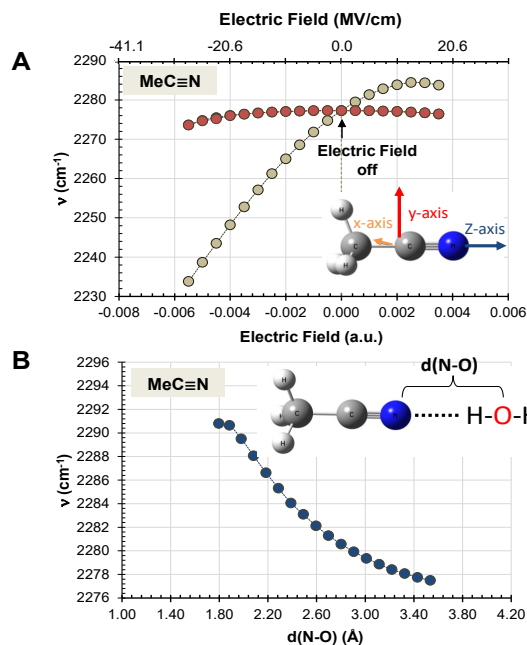 Electric Field (MV/cm)
-41.1 -20.6 0.0 20.6
A
MeC≡N
2290
2280
2270
2260
2250
2240
2230
ν (cm-1)
Electric Field
off
H
x-axis
y-axis
Z-axis
C
C
N
H
H
-0.008 -0.006 -0.004 -0.002 0.000 0.002 0.004 0.006
Electric Field (a.u.)
B
MeC≡N
d(N-O)
2296
2294
2292
2290
2288
2286
2284
2282
2280
2278
2276
ν (cm-1)
H
H
C
C
N
H-O-H
H
1.00 1.80 2.20 2.60 3.00 3.40 3.80 4.20
d(N-O) (Å)